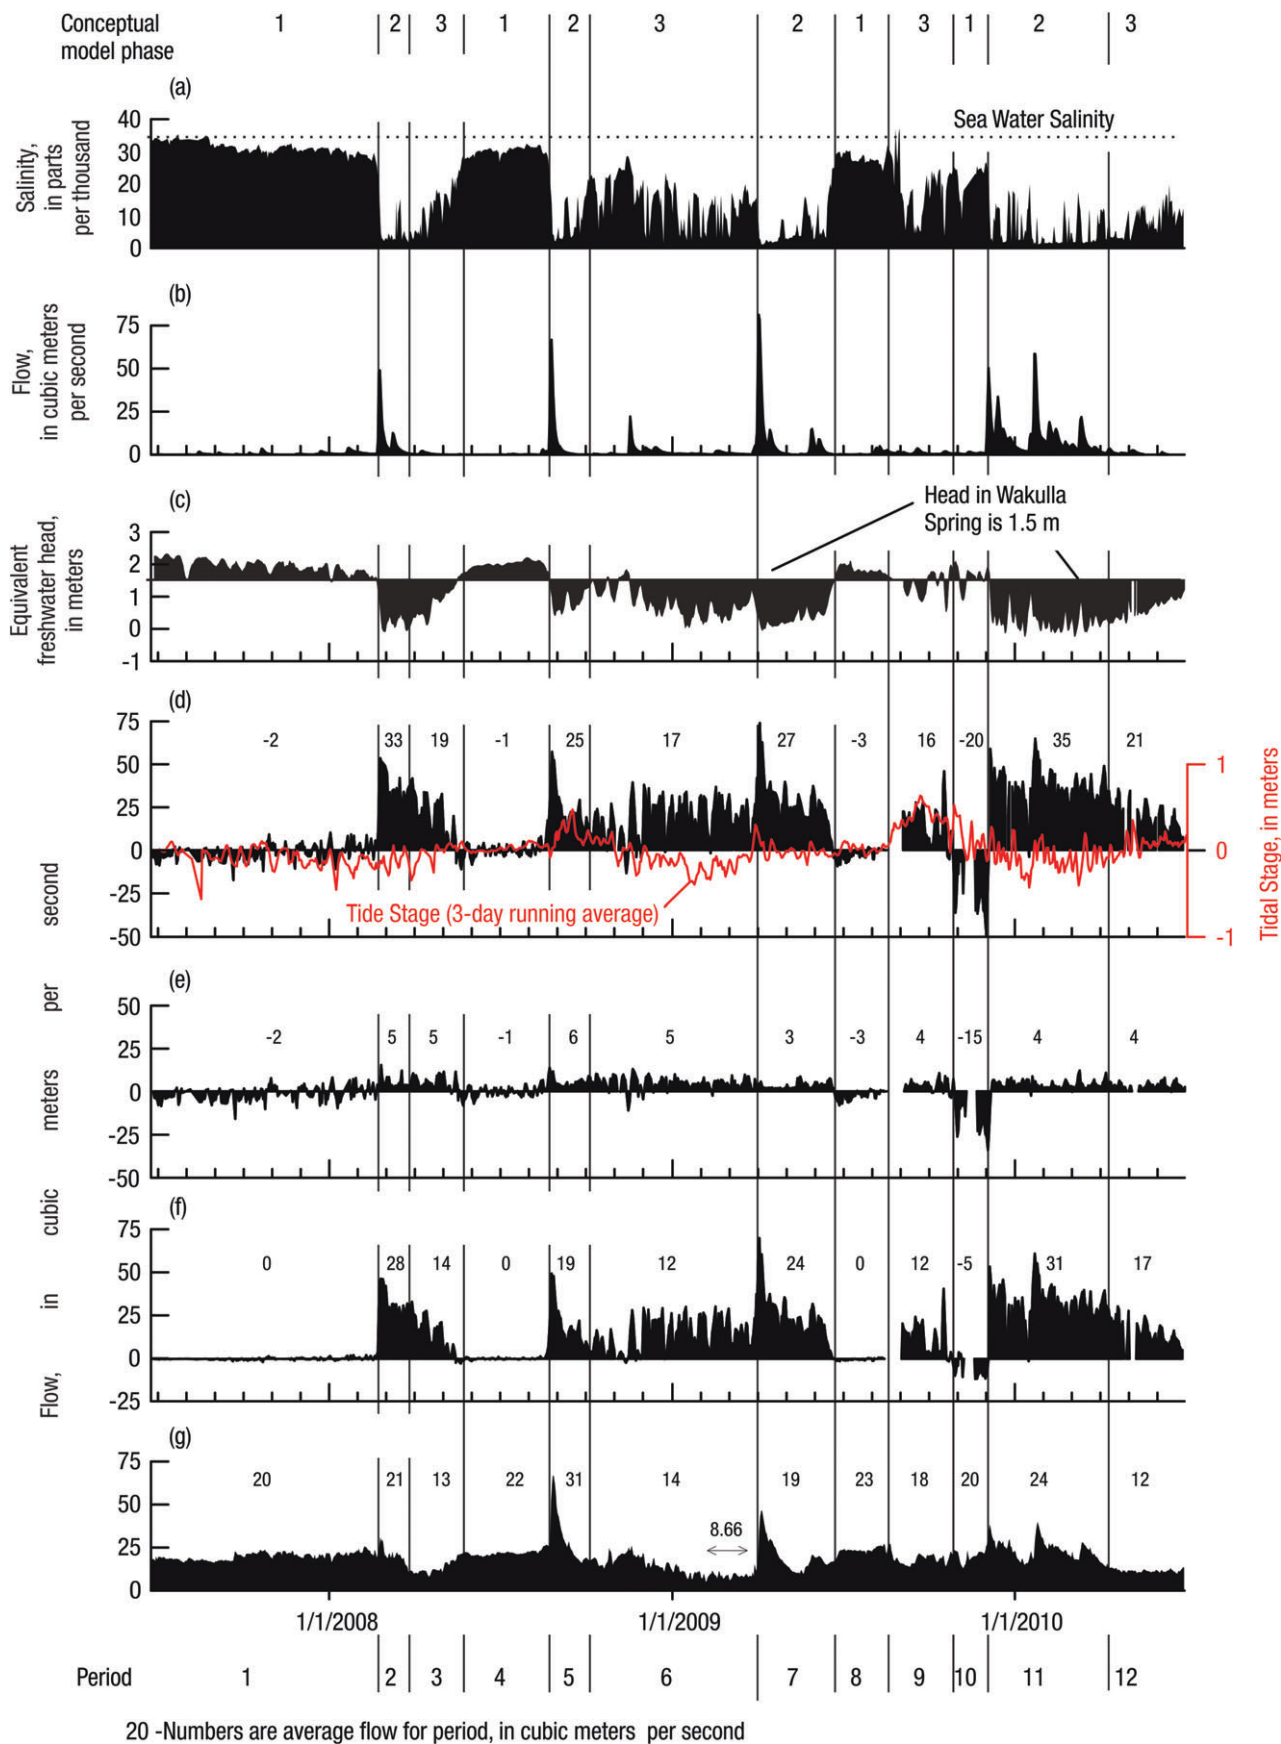 Conceptual model phase 1 2 3 1 2 3 2 1 3 1 2 3
(a)
Salinity, in parts per thousand
40
30
20
10
0
Sea Water Salinity
(b)
Flow, in cubic meters per second
75
50
25
0
(c)
Equivalent freshwater head, in meters
3
2
1
0
-1
Head in Wakulla
Spring is 1.5 m
(d)
75
50
25
0
-25
-50
-2 33 19 -1 25 17 27 -3 16 -20 35 21
Tide Stage (3-day running average)
1
0
-1
Tidal Stage, in meters
Flow, in cubic meters per second
(e)
50
25
0
-25
-50
-2 5 5 -1 6 5 3 -3 4 -15 4 4
(f)
75
50
25
0
-25
0 28 14 0 19 12 24 0 12 -5 31 17
(g)
75
50
25
0
20 21 13 22 31 14 19 23 18 20 24 12
8.66
1/1/2008 1/1/2009 1/1/2010
Period 1 2 3 4 5 6 7 8 9 10 11 12
20 -Numbers are average flow for period, in cubic meters per second